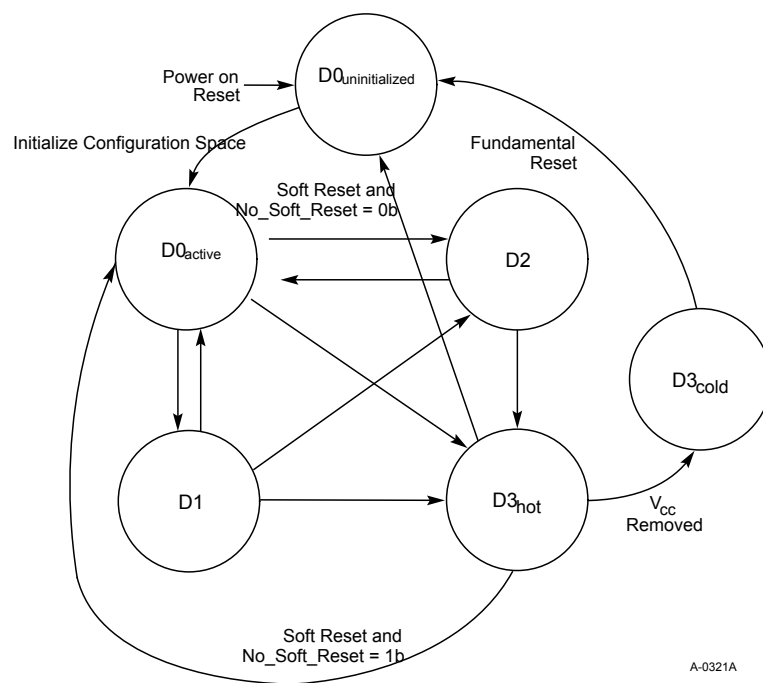 D0uninitialized
Power on
Reset
Initialize Configuration Space
Fundamental
Reset
Soft Reset and
No_Soft_Reset = 0b
D0active
D2
D3cold
D1
D3hot
Vcc
Removed
Soft Reset and
No_Soft_Reset = 1b
A-0321A